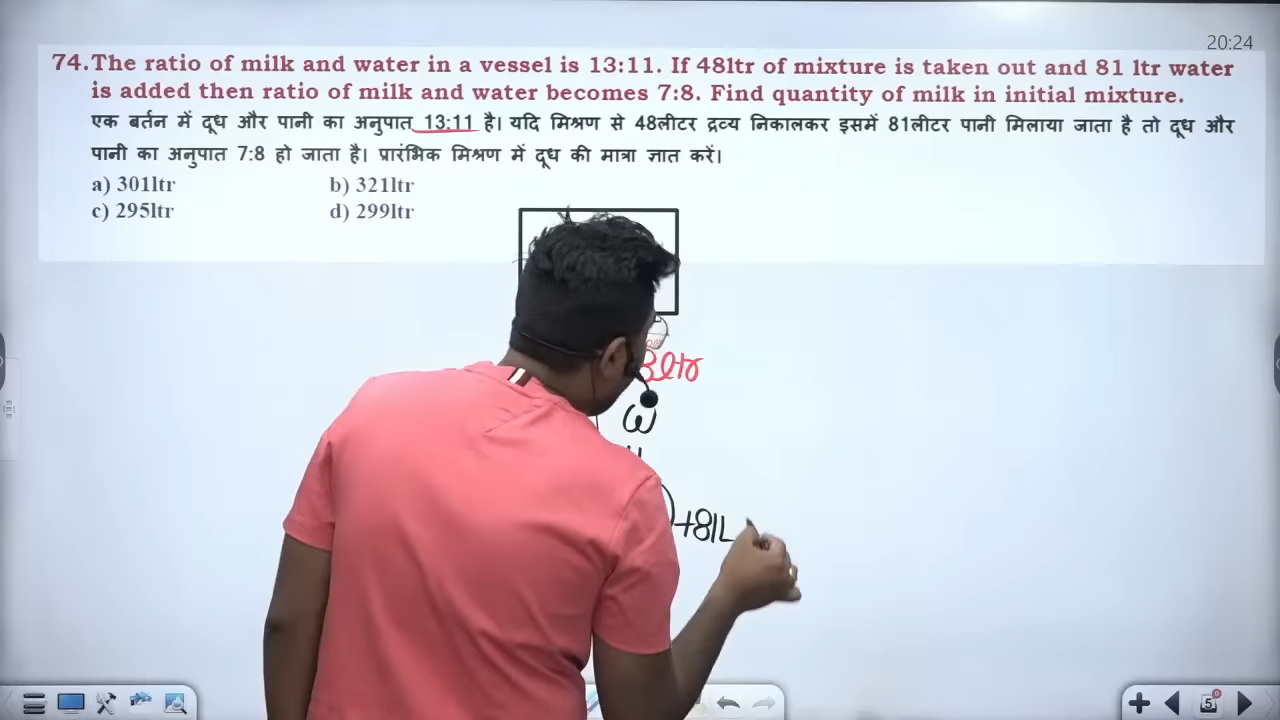 20:24
74.The ratio of milk and water in a vessel is 13:11. If 48ltr of mixture is taken out and 81 ltr water
is added then ratio of milk and water becomes 7:8. Find quantity of milk in initial mixture.
एक बर्तन में दूध और पानी का अनुपात 13:11 है। यदि मिश्रण से 48लीटर द्रव्य निकालकर इसमें 81लीटर पानी मिलाया जाता है तो दूध और
पानी का अनुपात 7:8 हो जाता है। प्रारंभिक मिश्रण में दूध की मात्रा ज्ञात करें।
a) 301ltr b) 321ltr
c) 295ltr d) 299ltr
ltr
W
)+81L
5